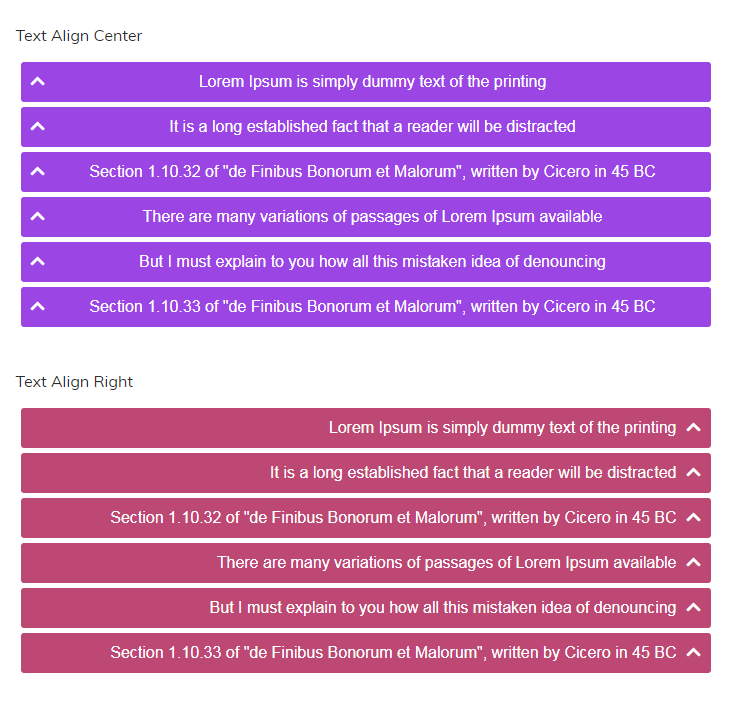 Text Align Center
Lorem Ipsum is simply dummy text of the printing
It is a long established fact that a reader will be distracted
Section 1.10.32 of "de Finibus Bonorum et Malorum", written by Cicero in 45 BC
There are many variations of passages of Lorem Ipsum available
But I must explain to you how all this mistaken idea of denouncing
Section 1.10.33 of "de Finibus Bonorum et Malorum", written by Cicero in 45 BC
Text Align Right
Lorem Ipsum is simply dummy text of the printing
It is a long established fact that a reader will be distracted
Section 1.10.32 of "de Finibus Bonorum et Malorum", written by Cicero in 45 BC
There are many variations of passages of Lorem Ipsum available
But I must explain to you how all this mistaken idea of denouncing
Section 1.10.33 of "de Finibus Bonorum et Malorum", written by Cicero in 45 BC